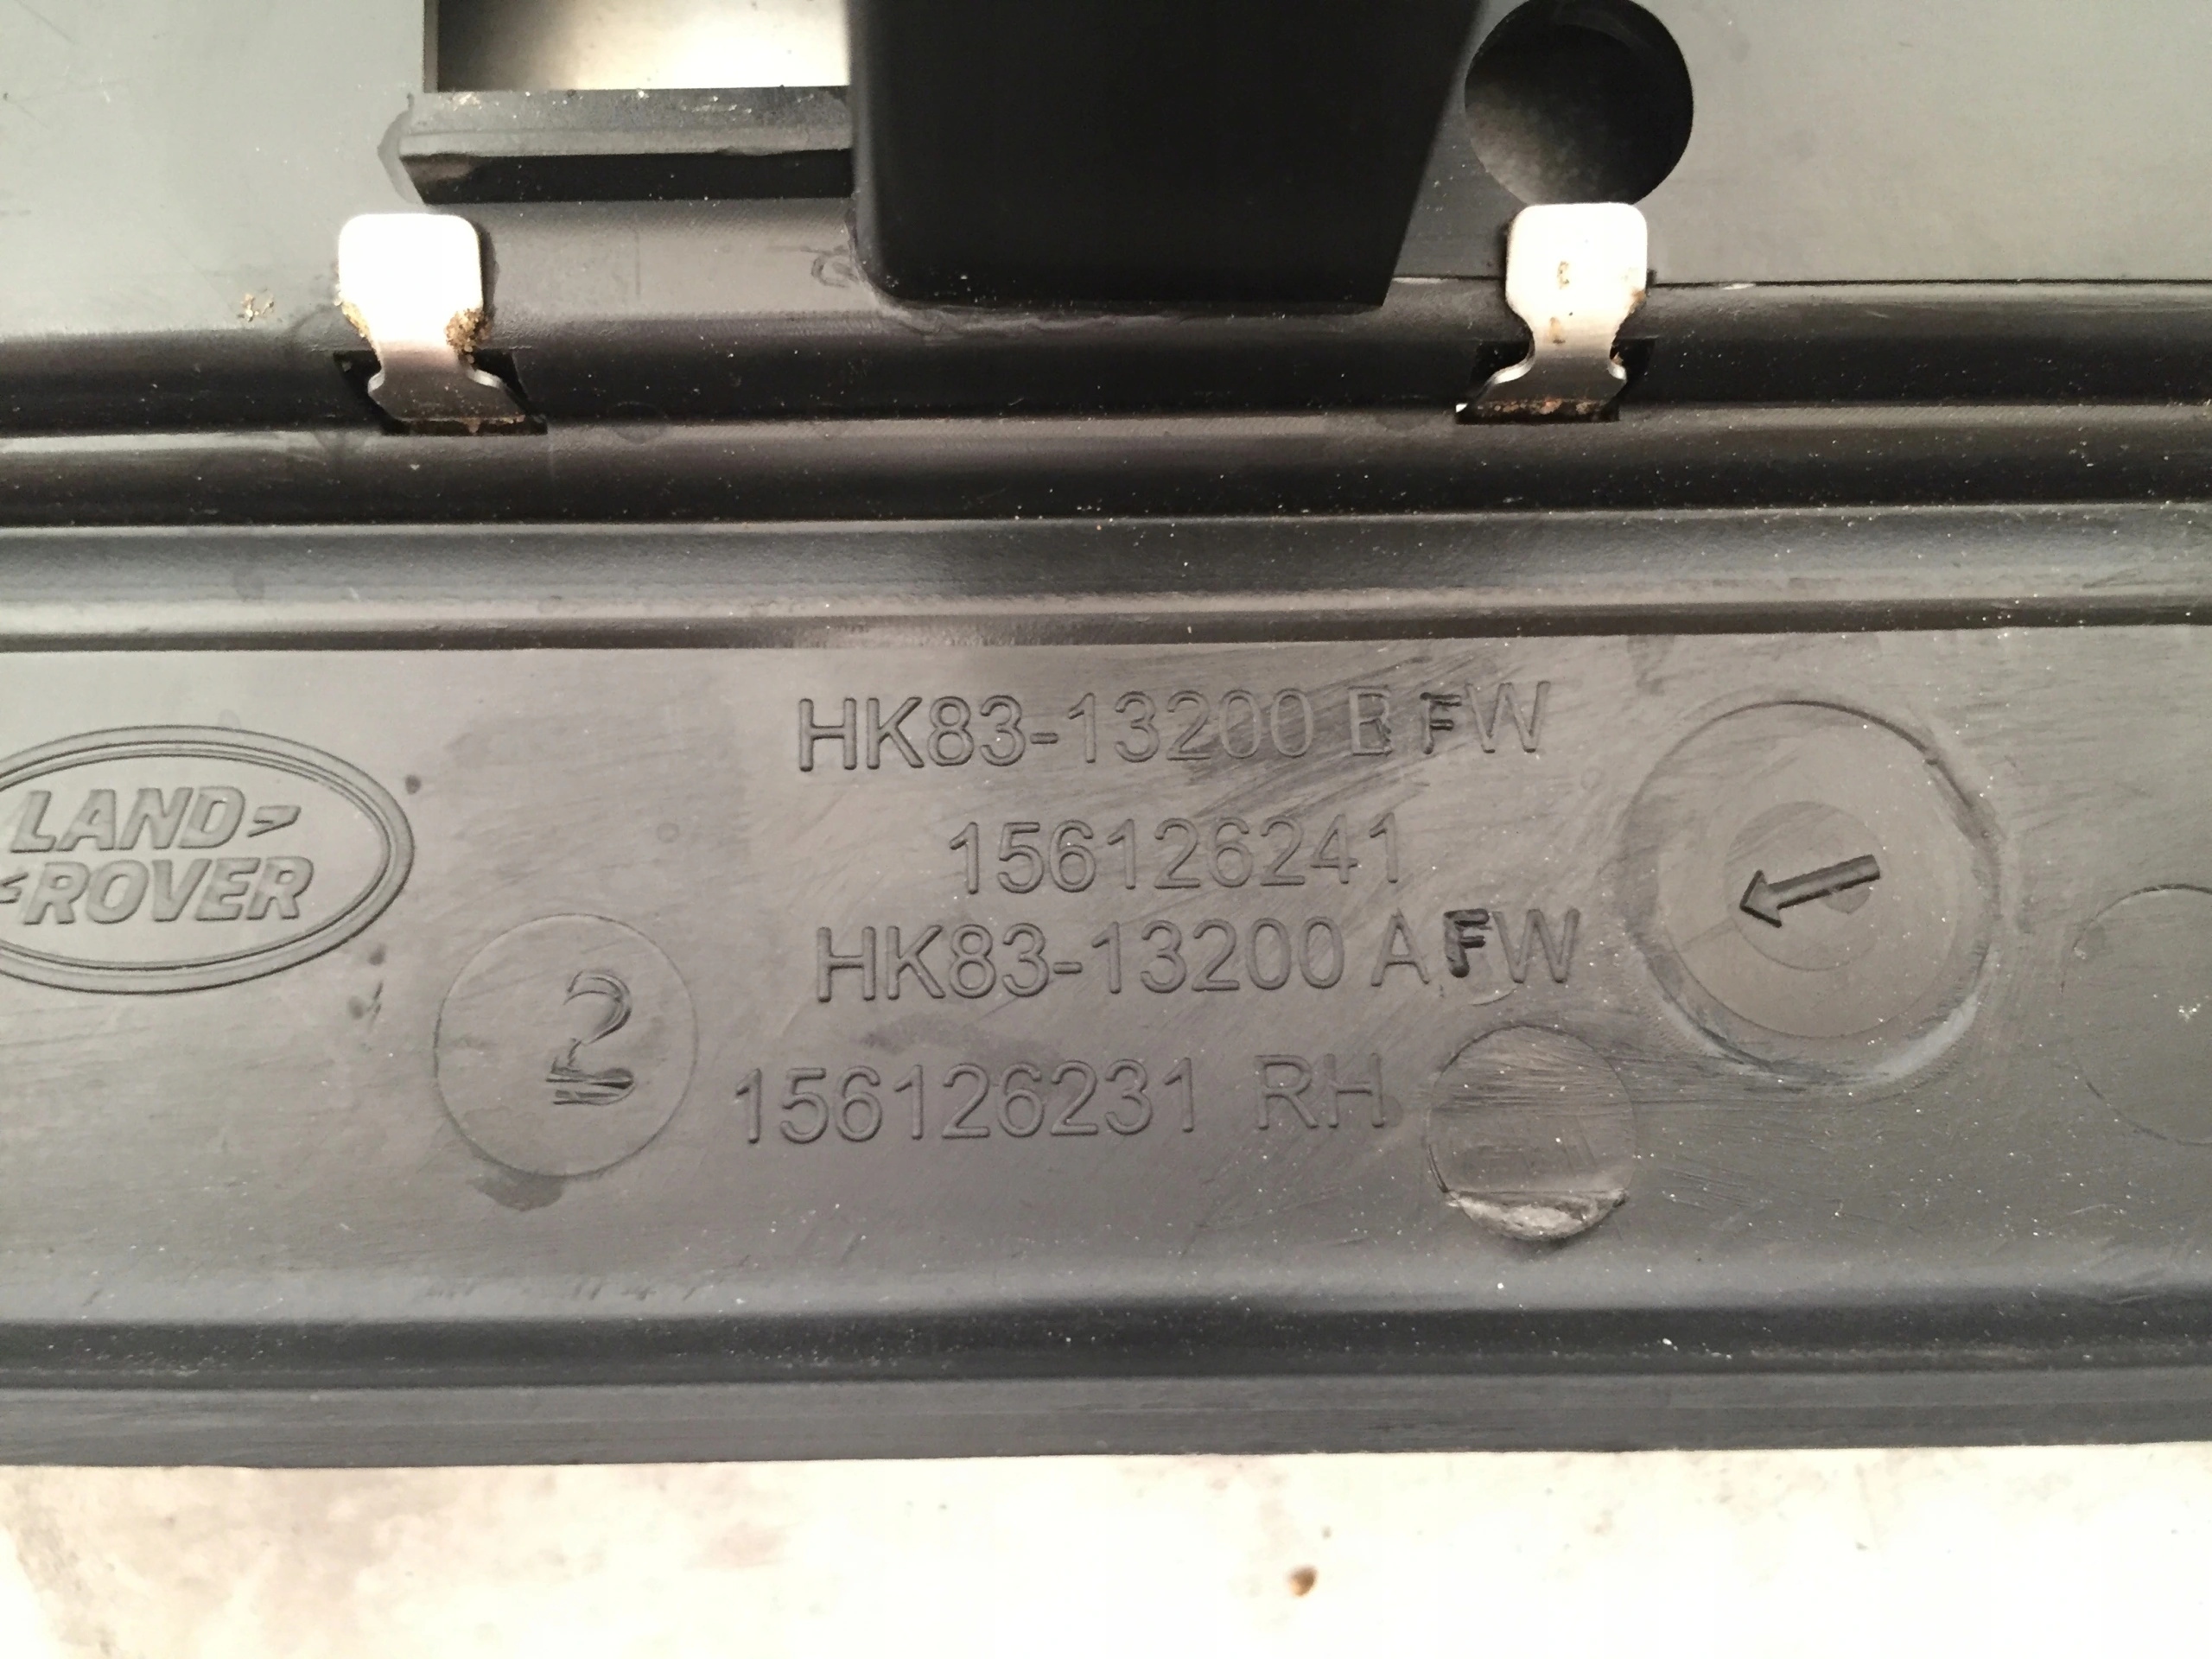 LAND
ROVER
HK83-13200 B FW
156126241
HK83-13200 A FW
156126231 RH
2